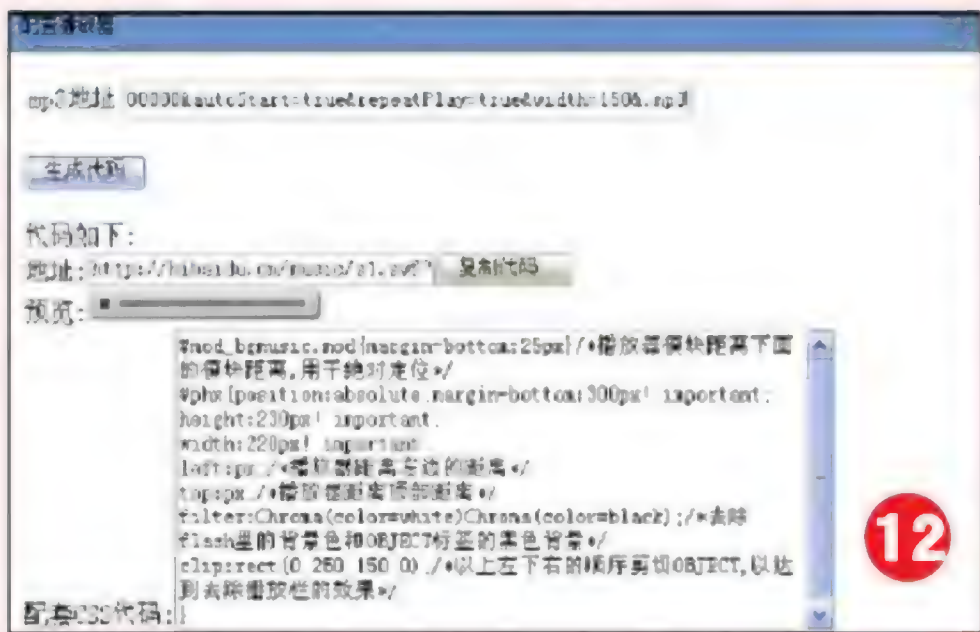 配置播放器
mp3地址 00000&autoStart=true&repeatPlay=true&width=150&.mp3
生成代码
代码如下:
地址: 复制代码
预览:
#mod_bgmusic.mod{margin-bottom:25px}/*播放器模块距离下面
的模块距离,用于绝对定位*/
#phx{position:absolute.margin-bottom:300px! important.
height:230px! important.
width:220px! important.
left:px./*播放器距离左边的距离*/
top:px./*播放器距离顶部距离*/
filter:Chroma(color=white)Chroma(color=black);/*去除
flash里的背景色和OBJECT标签的黑色背景*/
clip:rect(0 260 150 0)./*以上左下右的顺序剪切OBJECT,以达
到去除播放栏的效果*/
配套CSS代码: }
12